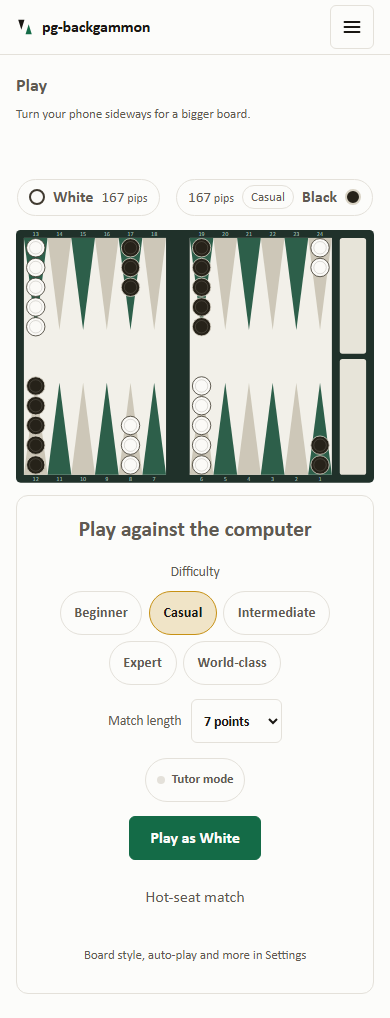 pg-backgammon
Play
Turn your phone sideways for a bigger board.
White 167 pips
167 pips Casual Black
13 14 15 16 17 18 19 20 21 22 23 24
12 11 10 9 8 7 6 5 4 3 2 1
Play against the computer
Difficulty
Beginner Casual Intermediate
Expert World-class
Match length 7 points
Tutor mode
Play as White
Hot-seat match
Board style, auto-play and more in Settings